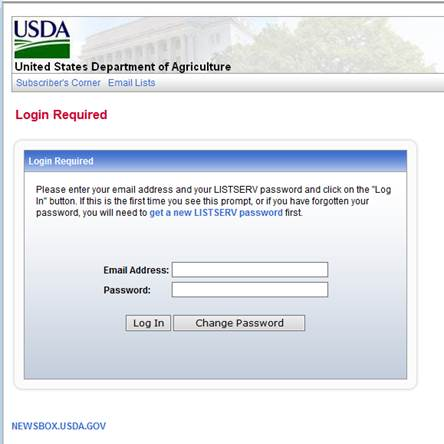 USDA
United States Department of Agriculture
Subscriber's Corner Email Lists
Login Required
Login Required
Please enter your email address and your LISTSERV password and click on the "Log
In" button. If this is the first time you see this prompt, or if you have forgotten your
password, you will need to get a new LISTSERV password first.
Email Address:
Password:
Log In Change Password
NEWSBOX.USDA.GOV